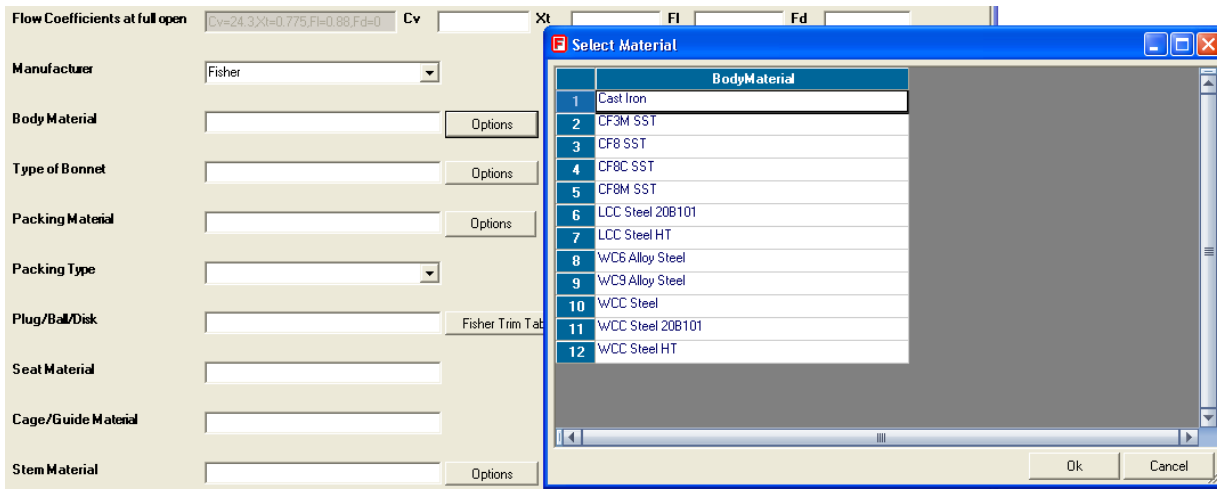 Flow Coefficients at full open Cv=24.3,Xt=0.775,Fl=0.88,Fd=0 Cv Xt Fl Fd
Select Material
Manufacturer Fisher
BodyMaterial
1 Cast Iron
Body Material Options
2 CF3M SST
3 CF8 SST
Type of Bonnet Options
4 CF8C SST
5 CF8M SST
Packing Material Options
6 LCC Steel 20B101
7 LCC Steel HT
8 WC6 Alloy Steel
Packing Type
9 WC9 Alloy Steel
10 WCC Steel
Plug/Ball/Disk Fisher Trim Tab
11 WCC Steel 20B101
12 WCC Steel HT
Seat Material
Cage/Guide Material
Stem Material Options
Ok Cancel